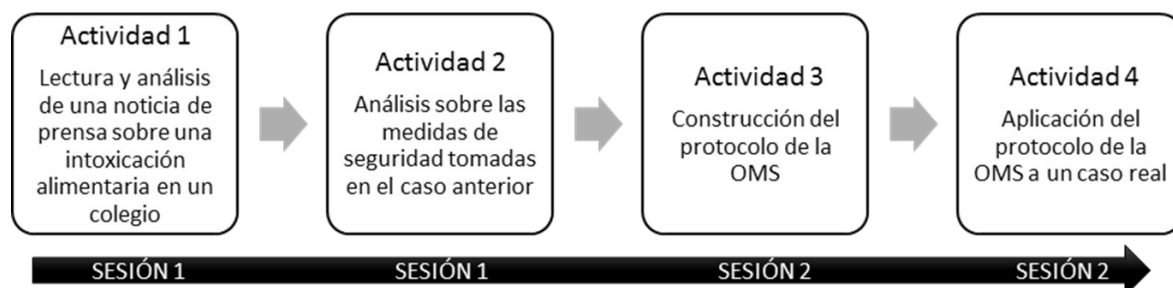 Actividad 1
Lectura y análisis
de una noticia de
prensa sobre una
intoxicación
alimentaria en un
colegio
Actividad 2
Análisis sobre las
medidas de
seguridad tomadas
en el caso anterior
Actividad 3
Construcción del
protocolo de la
OMS
Actividad 4
Aplicación del
protocolo de la
OMS a un caso real
SESIÓN 1
SESIÓN 1
SESIÓN 2
SESIÓN 2